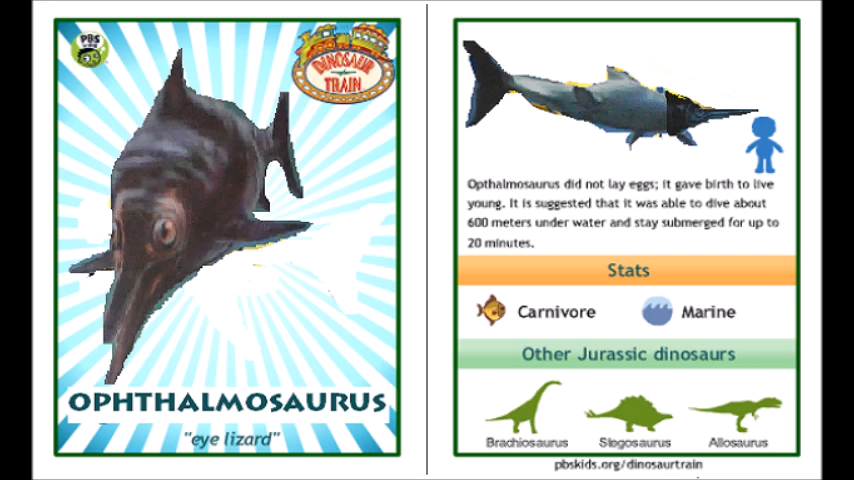 PBS
KIDS
DINOSAUR
TRAIN
OPHTHALMOSAURUS
"eye lizard"
Opthalmosaurus did not lay eggs; it gave birth to live
young. It is suggested that it was able to dive about
600 meters under water and stay submerged for up to
20 minutes.
Stats
Carnivore Marine
Other Jurassic dinosaurs
Brachiosaurus Stegosaurus Allosaurus
pbskids.org/dinosaurtrain